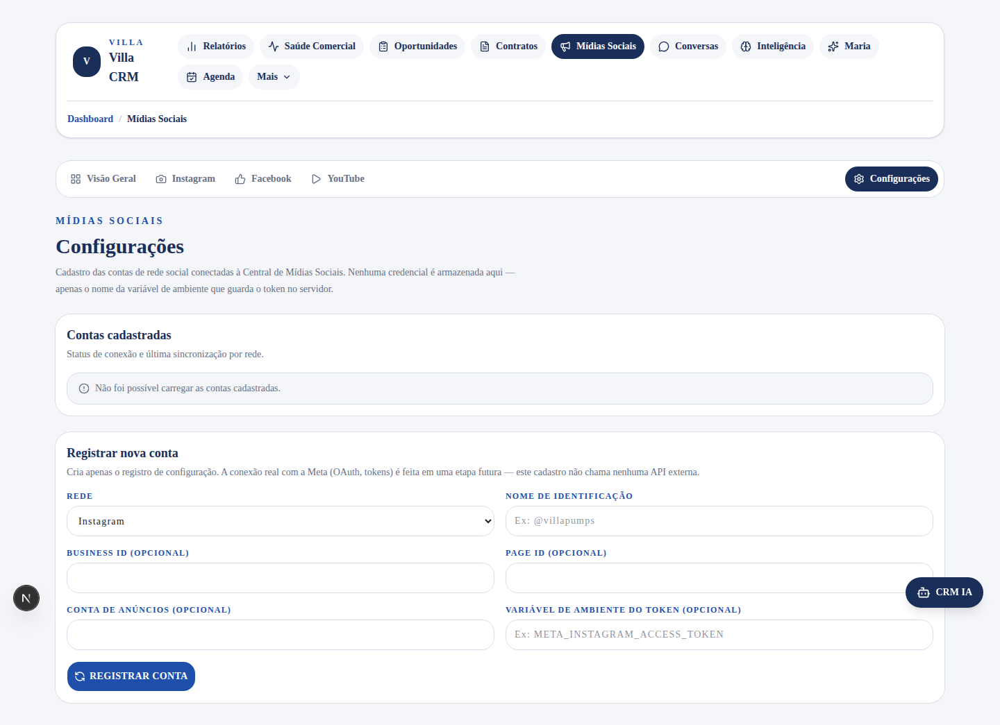 V
VILLA
Villa
CRM
Relatórios
Saúde Comercial
Oportunidades
Contratos
Mídias Sociais
Conversas
Inteligência
Maria
Agenda
Mais
Dashboard / Mídias Sociais
Visão Geral
Instagram
Facebook
YouTube
Configurações
MÍDIAS SOCIAIS
Configurações
Cadastro das contas de rede social conectadas à Central de Mídias Sociais. Nenhuma credencial é armazenada aqui —
apenas o nome da variável de ambiente que guarda o token no servidor.
Contas cadastradas
Status de conexão e última sincronização por rede.
Não foi possível carregar as contas cadastradas.
Registrar nova conta
Cria apenas o registro de configuração. A conexão real com a Meta (OAuth, tokens) é feita em uma etapa futura — este cadastro não chama nenhuma API externa.
REDE
Instagram
NOME DE IDENTIFICAÇÃO
Ex: @villapumps
BUSINESS ID (OPCIONAL)
PAGE ID (OPCIONAL)
CONTA DE ANÚNCIOS (OPCIONAL)
VARIÁVEL DE AMBIENTE DO TOKEN (OPCIONAL)
Ex: META_INSTAGRAM_ACCESS_TOKEN
REGISTRAR CONTA
N
CRM IA